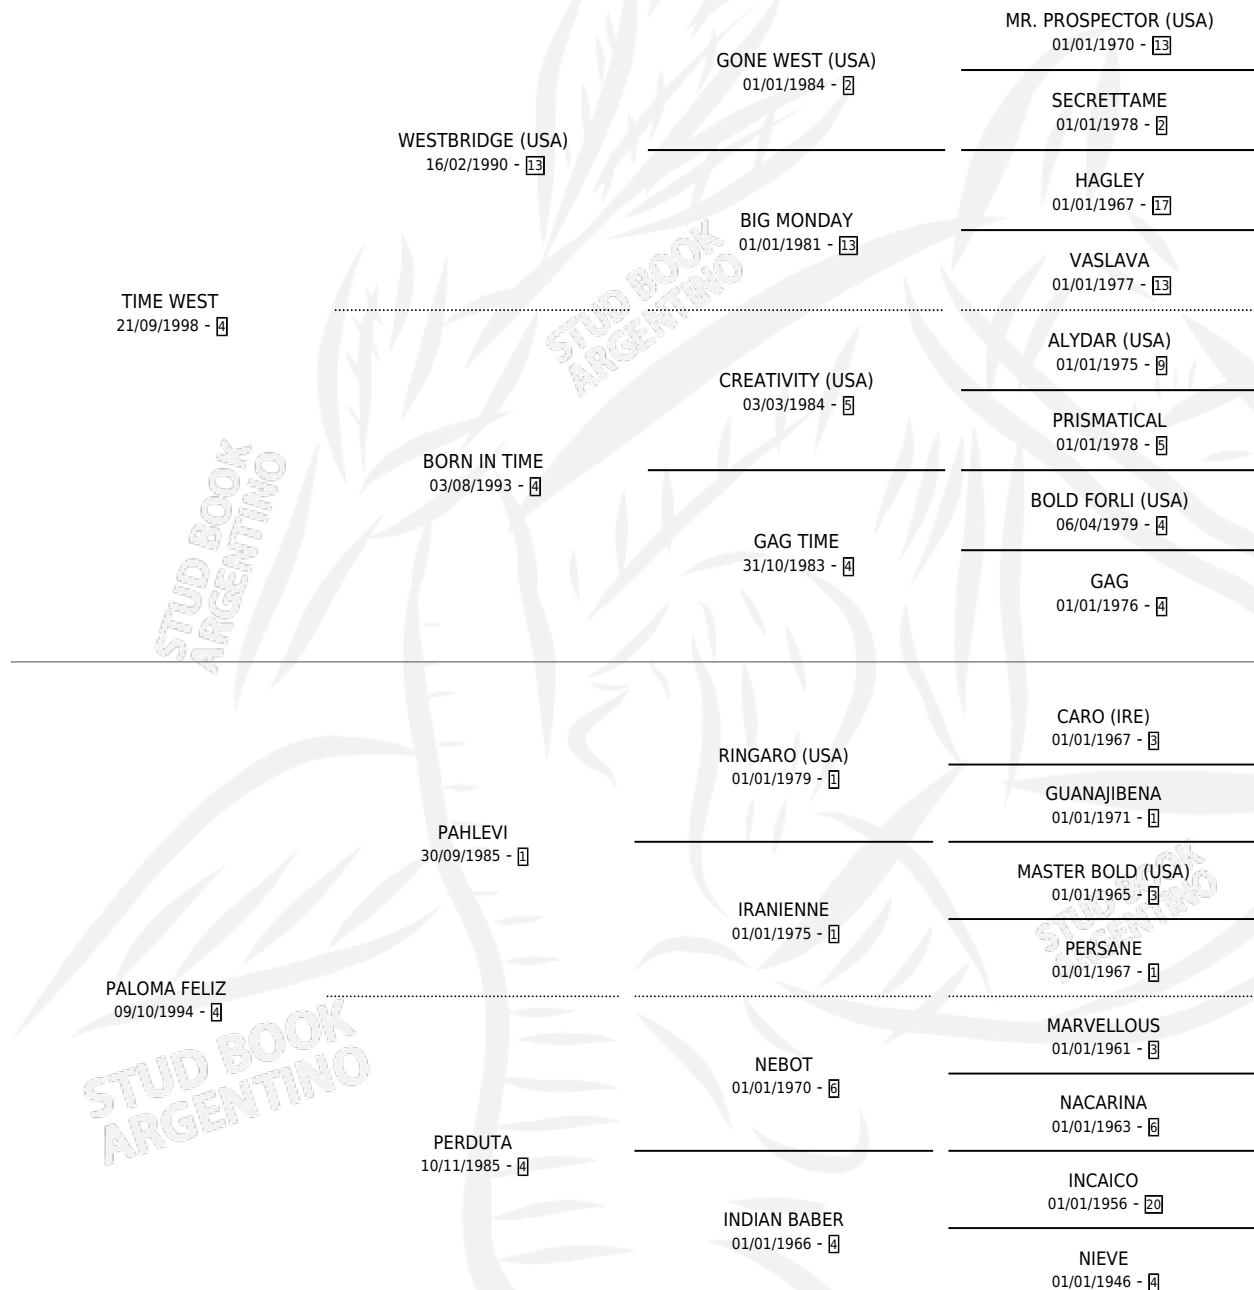 MR. PROSPECTOR (USA)
01/01/1970 - 13
GONE WEST (USA)
01/01/1984 - 2
SECRETTAME
01/01/1978 - 2
WESTBRIDGE (USA)
16/02/1990 - 13
HAGLEY
01/01/1967 - 17
BIG MONDAY
01/01/1981 - 13
VASLAVA
01/01/1977 - 13
TIME WEST
21/09/1998 - 4
ALYDAR (USA)
01/01/1975 - 9
CREATIVITY (USA)
03/03/1984 - 5
PRISMATICAL
01/01/1978 - 5
BORN IN TIME
03/08/1993 - 4
BOLD FORLI (USA)
06/04/1979 - 4
GAG TIME
31/10/1983 - 4
GAG
01/01/1976 - 4
CARO (IRE)
01/01/1967 - 3
RINGARO (USA)
01/01/1979 - 1
GUANAJIBENA
01/01/1971 - 1
PAHLEVI
30/09/1985 - 1
MASTER BOLD (USA)
01/01/1965 - 3
IRANIENNE
01/01/1975 - 1
PERSANE
01/01/1967 - 1
PALOMA FELIZ
09/10/1994 - 4
MARVELLOUS
01/01/1961 - 3
NEBOT
01/01/1970 - 6
NACARINA
01/01/1963 - 6
PERDUTA
10/11/1985 - 4
INCAICO
01/01/1956 - 20
INDIAN BABER
01/01/1966 - 4
NIEVE
01/01/1946 - 4
STUD BOOK
ARGENTINO
STUD BOOK
ARGENTINO
STUD BOOK
ARGENTINO
STUD BOOK
ARGENTINO